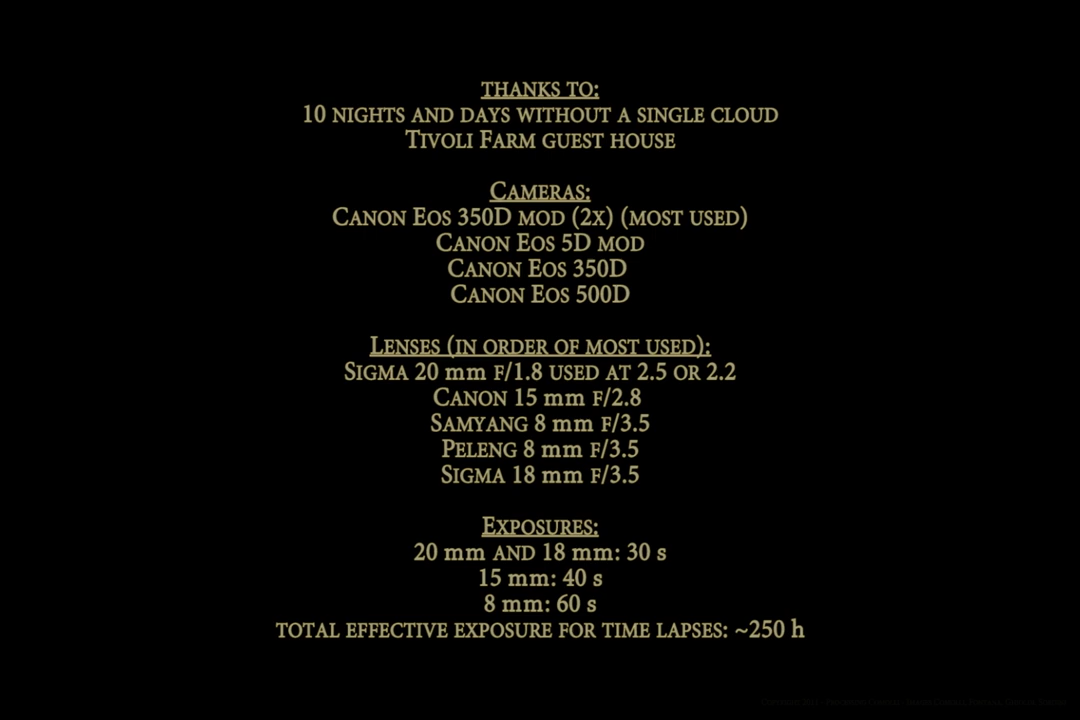 THANKS TO:
10 NIGHTS AND DAYS WITHOUT A SINGLE CLOUD
TIVOLI FARM GUEST HOUSE
CAMERAS:
CANON EOS 350D MOD (2X) (MOST USED)
CANON EOS 5D MOD
CANON EOS 350D
CANON EOS 500D
LENSES (IN ORDER OF MOST USED):
SIGMA 20 mm F/1.8 USED AT 2.5 OR 2.2
CANON 15 mm F/2.8
SAMYANG 8 mm F/3.5
PELENG 8 mm F/3.5
SIGMA 18 mm F/3.5
EXPOSURES:
20 mm AND 18 mm: 30 s
15 mm: 40 s
8 mm: 60 s
TOTAL EFFECTIVE EXPOSURE FOR TIME LAPSES: ~250 h